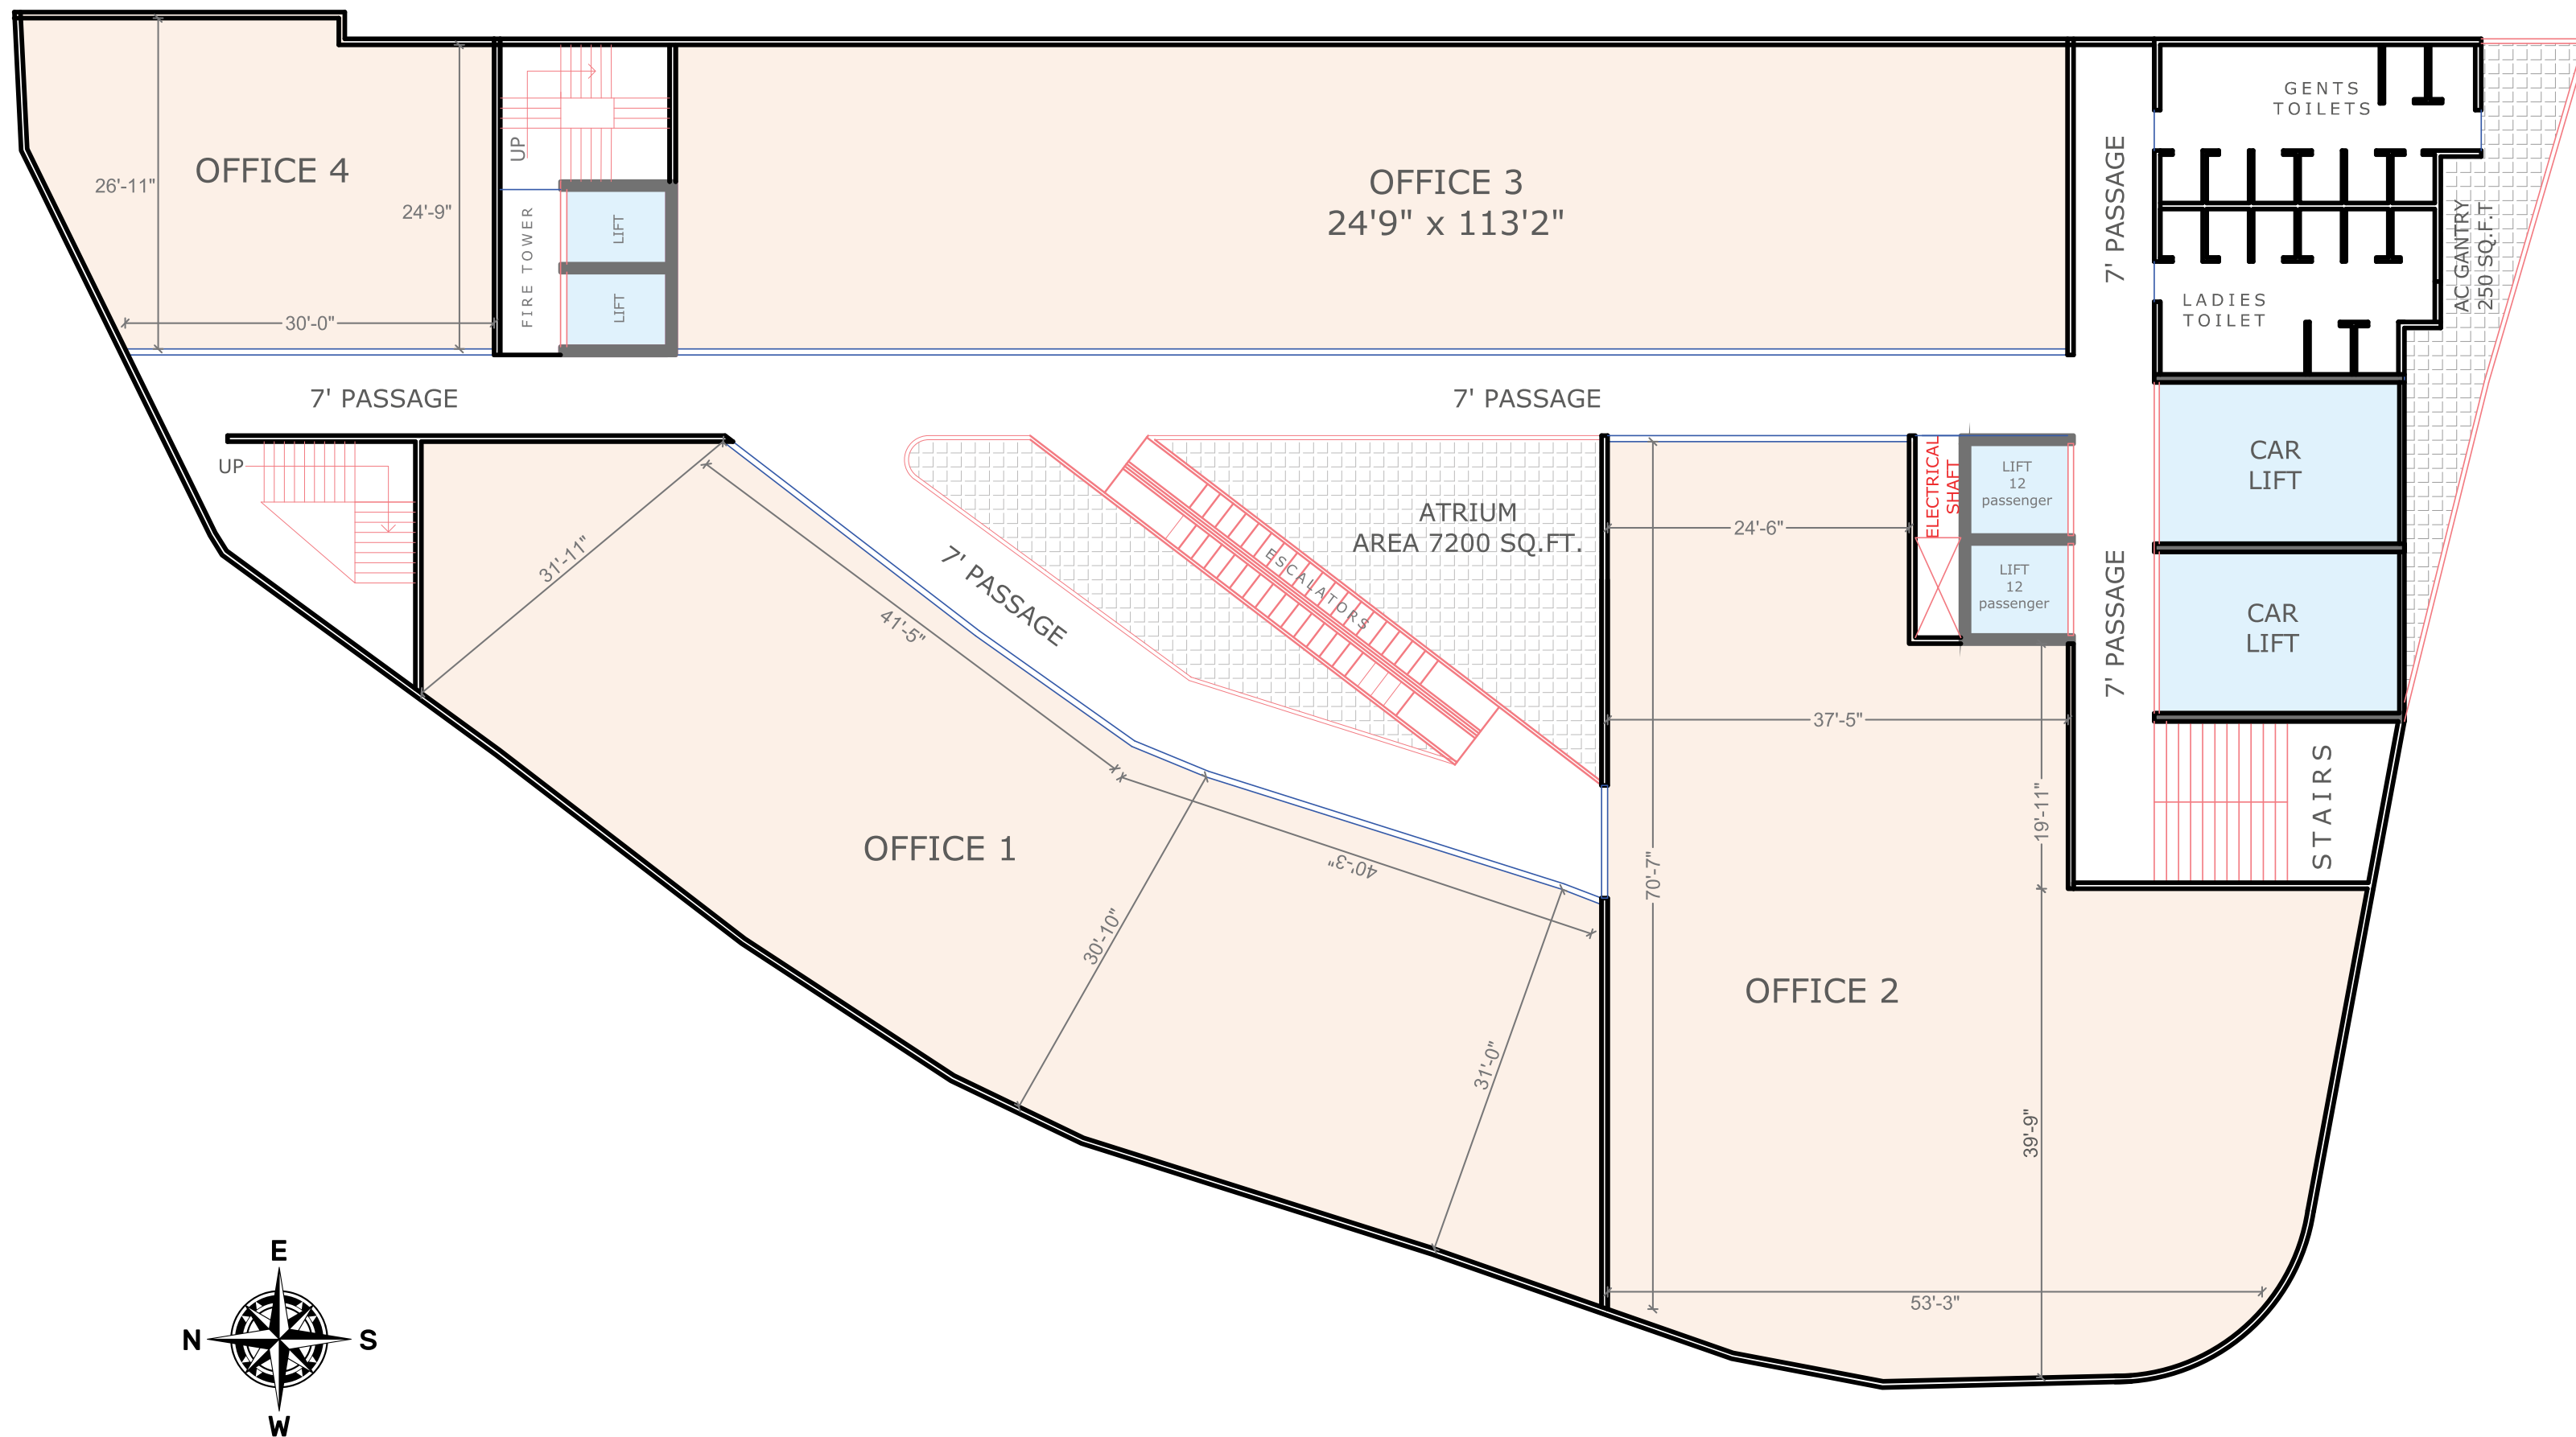 OFFICE 4
26'-11"
24'-9"
30'-0"
UP
FIRE TOWER
LIFT
LIFT
OFFICE 3
24'9" x 113'2"
7' PASSAGE
GENTS
TOILETS
LADIES
TOILET
AC GANTRY
250 SQ.F.T
7' PASSAGE
7' PASSAGE
UP
31'-11"
41'-5"
7' PASSAGE
ESCALATORS
ATRIUM
AREA 7200 SQ.FT.
24'-6"
ELECTRICAL
SHAFT
LIFT
12
passenger
LIFT
12
passenger
7' PASSAGE
CAR
LIFT
CAR
LIFT
37'-5"
19'-11"
STAIRS
70'-7"
OFFICE 1
40'-3"
30'-10"
31'-0"
OFFICE 2
39'-9"
53'-3"
E
N
S
W